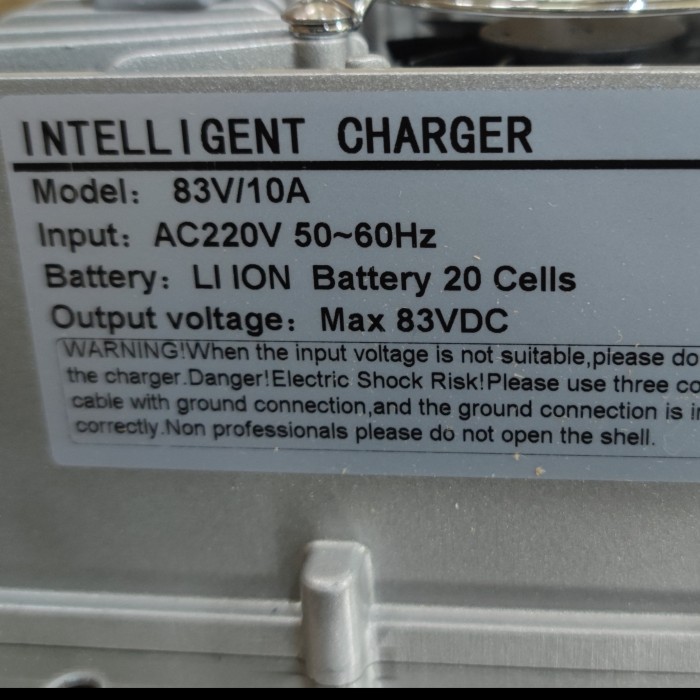 INTELLIGENT CHARGER
Model: 83V/10A
Input: AC220V 50~60Hz
Battery: LI ION Battery 20 Cells
Output voltage: Max 83VDC
WARNING!When the input voltage is not suitable,please do
the charger.Danger!Electric Shock Risk!Please use three
cable with ground connection,and the ground connection is
correctly.Non professionals please do not open the shell.